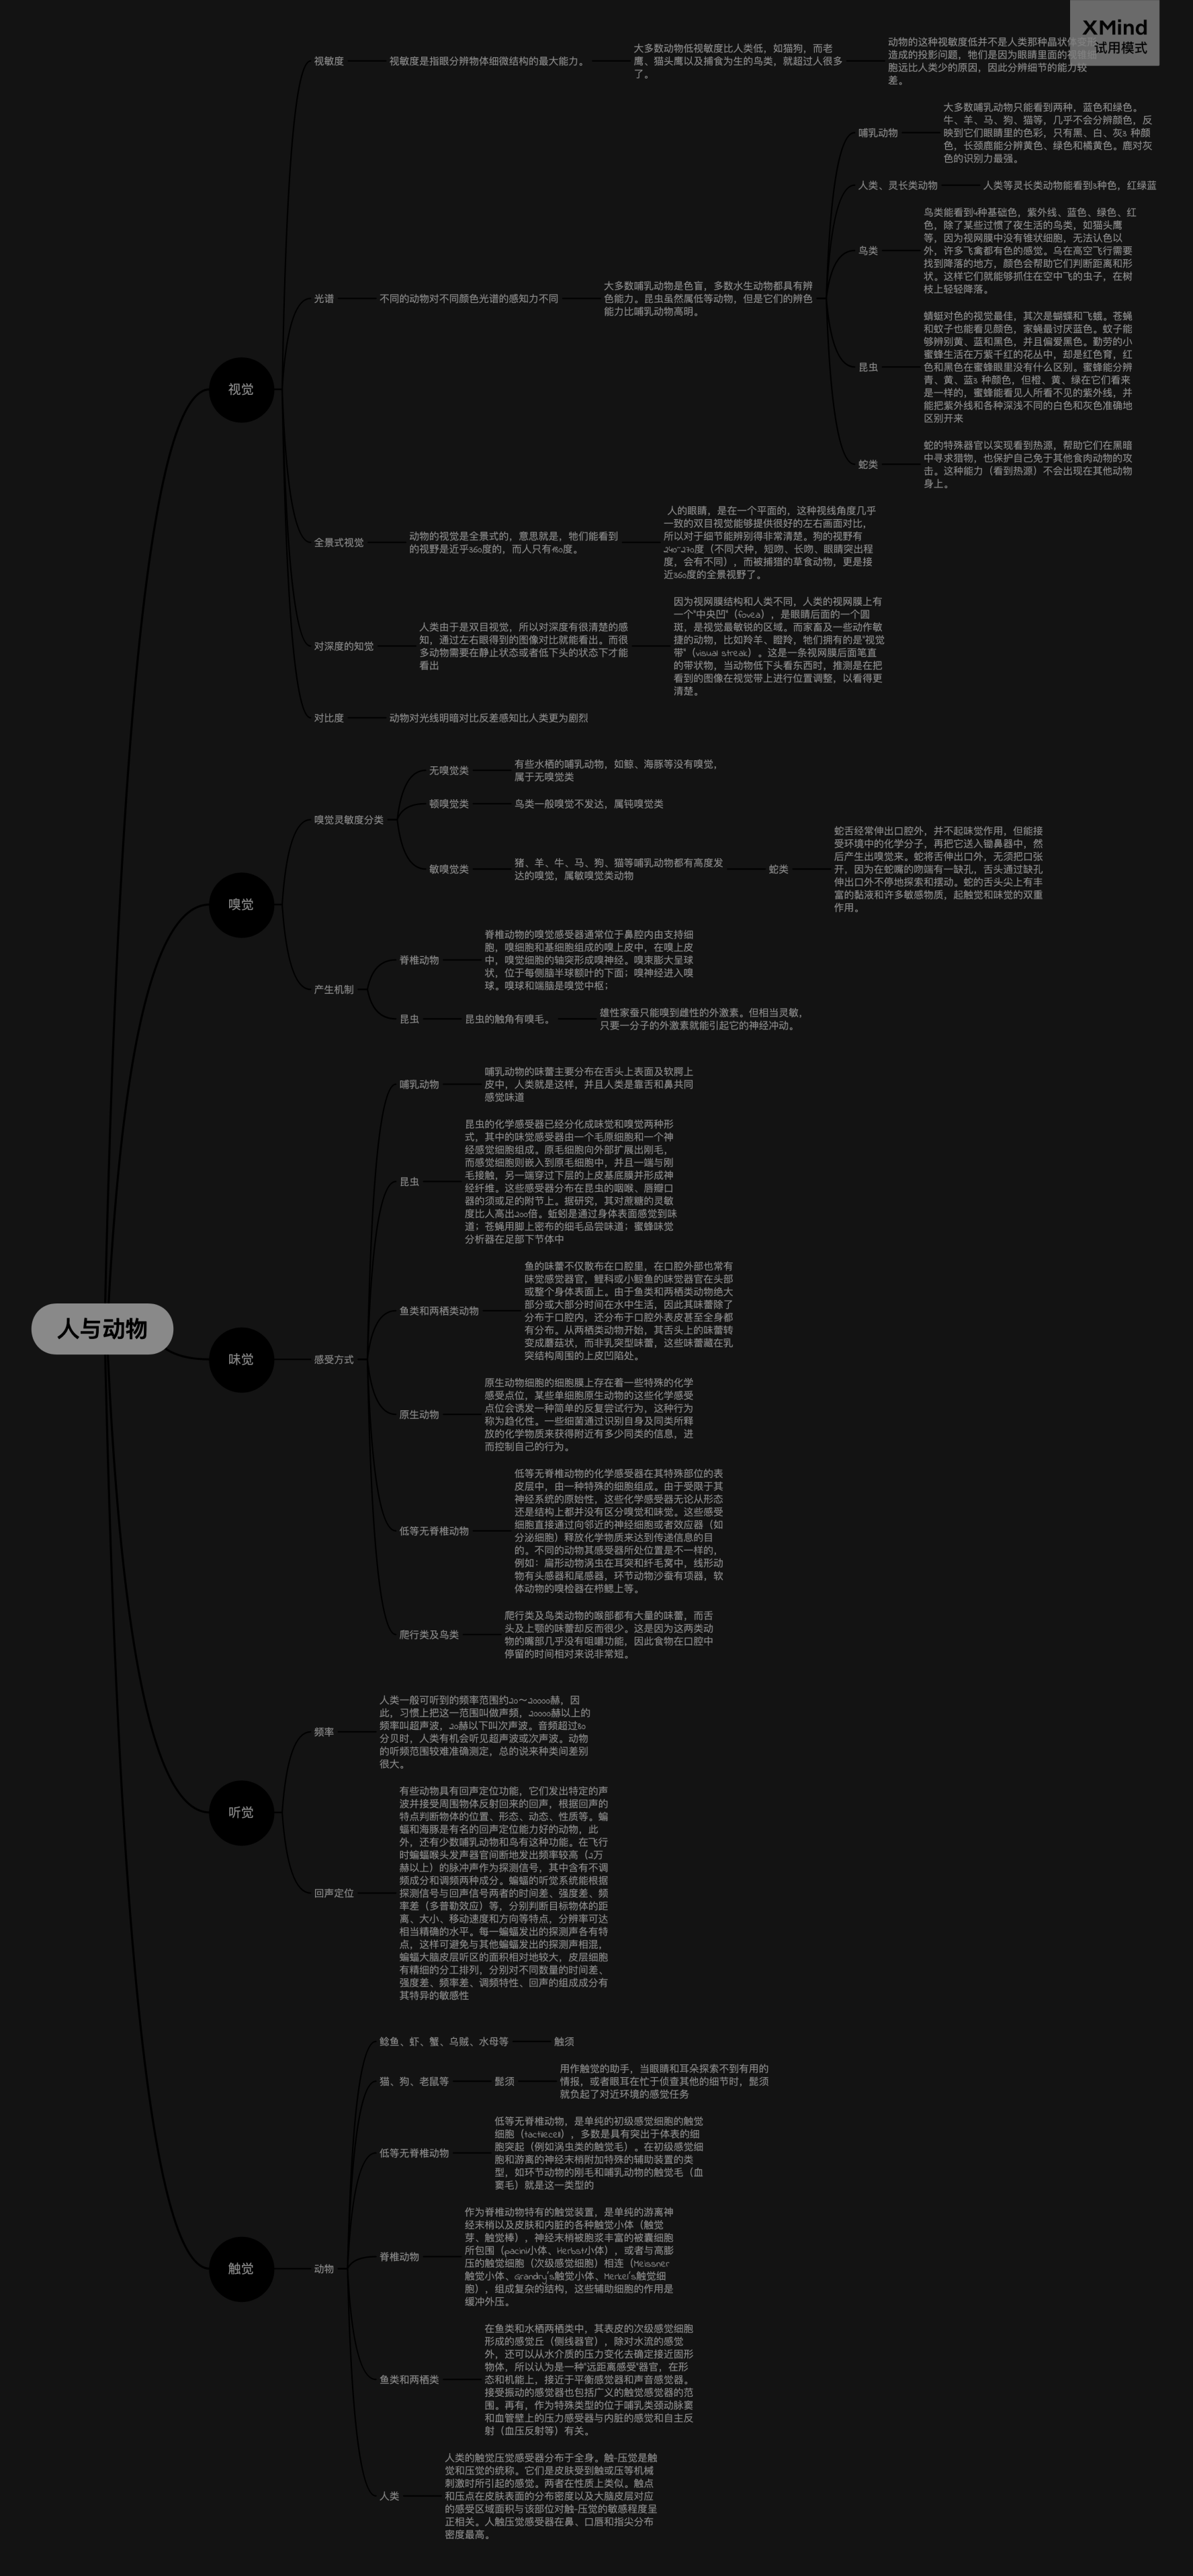 XMind
试用模式
视敏度
视敏度是指眼分辨物体细微结构的最大能力。
大多数动物低视敏度比人类低，如猫狗，而老
鹰、猫头鹰以及捕食为生的鸟类，就超过人很多
了。
动物的这种视敏度低并不是人类那种晶状体
造成的投影问题，牠们是因为眼睛里面的
胞远比人类少的原因，因此分辨细节的能力较
差。
光谱
不同的动物对不同颜色光谱的感知力不同
大多数哺乳动物是色盲，多数水生动物都具有辨
色能力。昆虫虽然属低等动物，但是它们的辨色
能力比哺乳动物高明。
哺乳动物
大多数哺乳动物只能看到两种，蓝色和绿色。
牛、羊、马、狗、猫等，几乎不会分辨颜色，反
映到它们眼睛里的色彩，只有黑、白、灰3 种颜
色，长颈鹿能分辨黄色、绿色和橘黄色。鹿对灰
色的识别力最强。
人类、灵长类动物
人类等灵长类动物能看到3种色，红绿蓝
鸟类
鸟类能看到4种基础色，紫外线、蓝色、绿色、红
色，除了某些过惯了夜生活的鸟类，如猫头鹰
等，因为视网膜中没有锥状细胞，无法认色以
外，许多飞禽都有色的感觉。乌在高空飞行需要
找到降落的地方，颜色会帮助它们判断距离和形
状。这样它们就能够抓住在空中飞的虫子，在树
枝上轻轻降落。
昆虫
蜻蜓对色的视觉最佳，其次是蝴蝶和飞蛾。苍蝇
和蚊子也能看见颜色，家蝇最讨厌蓝色。蚊子能
够辨别黄、蓝和黑色，并且偏爱黑色。勤劳的小
蜜蜂生活在万紫千红的花丛中，却是红色育，红
色和黑色在蜜蜂眼里没有什么区别。蜜蜂能分辨
青、黄、蓝3 种颜色，但橙、黄、绿在它们看来
是一样的，蜜蜂能看见人所看不见的紫外线，并
能把紫外线和各种深浅不同的白色和灰色准确地
区别开来
蛇类
蛇的特殊器官以实现看到热源，帮助它们在黑暗
中寻求猎物，也保护自己免于其他食肉动物的攻
击。这种能力（看到热源）不会出现在其他动物
身上。
视觉
全景式视觉
动物的视觉是全景式的，意思就是，牠们能看到
的视野是近乎360度的，而人只有180度。
人的眼睛，是在一个平面的，这种视线角度几乎
一致的双目视觉能够提供很好的左右画面对比，
所以对于细节能辨别得非常清楚。狗的视野有
240~270度（不同犬种，短吻、长吻、眼睛突出程
度，会有不同），而被捕猎的草食动物，更是接
近360度的全景视野了。
对深度的知觉
人类由于是双目视觉，所以对深度有很清楚的感
知，通过左右眼得到的图像对比就能看出。而很
多动物需要在静止状态或者低下头的状态下才能
看出
因为视网膜结构和人类不同，人类的视网膜上有
一个"中央凹"（fovea），是眼睛后面的一个圆
斑，是视觉最敏锐的区域。而家畜及一些动作敏
捷的动物，比如羚羊、瞪羚，牠们拥有的是"视觉
带"（visual streak）。这是一条视网膜后面笔直
的带状物，当动物低下头看东西时，推测是在把
看到的图像在视觉带上进行位置调整，以看得更
清楚。
对比度
动物对光线明暗对比反差感知比人类更为剧烈
嗅觉
嗅觉灵敏度分类
无嗅觉类
有些水栖的哺乳动物，如鲸、海豚等没有嗅觉，
属于无嗅觉类
顿嗅觉类
鸟类一般嗅觉不发达，属钝嗅觉类
敏嗅觉类
猪、羊、牛、马、狗、猫等哺乳动物都有高度发
达的嗅觉，属敏嗅觉类动物
蛇类
蛇舌经常伸出口腔外，并不起味觉作用，但能接
受环境中的化学分子，再把它送入锄鼻器中，然
后产生出嗅觉来。蛇将舌伸出口外，无须把口张
开，因为在蛇嘴的吻端有一缺孔，舌头通过缺孔
伸出口外不停地探索和摆动。蛇的舌头尖上有丰
富的黏液和许多敏感物质，起触觉和味觉的双重
作用。
产生机制
脊椎动物
脊椎动物的嗅觉感受器通常位于鼻腔内由支持细
胞，嗅细胞和基细胞组成的嗅上皮中，在嗅上皮
中，嗅觉细胞的轴突形成嗅神经。嗅束膨大呈球
状，位于每侧脑半球额叶的下面；嗅神经进入嗅
球。嗅球和端脑是嗅觉中枢；
昆虫
昆虫的触角有嗅毛。
雄性家蚕只能嗅到雌性的外激素。但相当灵敏，
只要一分子的外激素就能引起它的神经冲动。
人与动物
味觉
感受方式
哺乳动物
哺乳动物的味蕾主要分布在舌头上表面及软腭上
皮中，人类就是这样，并且人类是靠舌和鼻共同
感觉味道
昆虫
昆虫的化学感受器已经分化成味觉和嗅觉两种形
式，其中的味觉感受器由一个毛原细胞和一个神
经感觉细胞组成。原毛细胞向外部扩展出刚毛，
而感觉细胞则嵌入到原毛细胞中，并且一端与刚
毛接触，另一端穿过下层的上皮基底膜并形成神
经纤维。这些感受器分布在昆虫的咽喉、唇瓣口
器的须或足的附节上。据研究，其对蔗糖的灵敏
度比人高出200倍。蚯蚓是通过身体表面感觉到味
道；苍蝇用脚上密布的细毛品尝味道；蜜蜂味觉
分析器在足部下节体中
鱼类和两栖类动物
鱼的味蕾不仅散布在口腔里，在口腔外部也常有
味觉感觉器官，鲤科或小鲸鱼的味觉器官在头部
或整个身体表面上。由于鱼类和两栖类动物绝大
部分或大部分时间在水中生活，因此其味蕾除了
分布于口腔内，还分布于口腔外表皮甚至全身都
有分布。从两栖类动物开始，其舌头上的味蕾转
变成蘑菇状，而非乳突型味蕾，这些味蕾藏在乳
突结构周围的上皮凹陷处。
原生动物
原生动物细胞的细胞膜上存在着一些特殊的化学
感受点位，某些单细胞原生动物的这些化学感受
点位会诱发一种简单的反复尝试行为，这种行为
称为趋化性。一些细菌通过识别自身及同类所释
放的化学物质来获得附近有多少同类的信息，进
而控制自己的行为。
低等无脊椎动物
低等无脊椎动物的化学感受器在其特殊部位的表
皮层中，由一种特殊的细胞组成。由于受限于其
神经系统的原始性，这些化学感受器无论从形态
还是结构上都并没有区分嗅觉和味觉。这些感受
细胞直接通过向邻近的神经细胞或者效应器（如
分泌细胞）释放化学物质来达到传递信息的目
的。不同的动物其感受器所处位置是不一样的，
例如：扁形动物涡虫在耳突和纤毛窝中，线形动
物有头感器和尾感器，环节动物沙蚕有项器，软
体动物的嗅检器在栉鳃上等。
爬行类及鸟类
爬行类及鸟类动物的喉部都有大量的味蕾，而舌
头及上颚的味蕾却反而很少。这是因为这两类动
物的嘴部几乎没有咀嚼功能，因此食物在口腔中
停留的时间相对来说非常短。
听觉
频率
人类一般可听到的频率范围约20～20000赫，因
此，习惯上把这一范围叫做声频，20000赫以上的
频率叫超声波，20赫以下叫次声波。音频超过180
分贝时，人类有机会听见超声波或次声波。动物
的听频范围较难准确测定，总的说来种类间差别
很大。
回声定位
有些动物具有回声定位功能，它们发出特定的声
波并接受周围物体反射回来的回声，根据回声的
特点判断物体的位置、形态、动态、性质等。蝙
蝠和海豚是有名的回声定位能力好的动物，此
外，还有少数哺乳动物和鸟有这种功能。在飞行
时蝙蝠喉头发声器官间断地发出频率较高（2万
赫以上）的脉冲声作为探测信号，其中含有不调
频成分和调频两种成分。蝙蝠的听觉系统能根据
探测信号与回声信号两者的时间差、强度差、频
率差（多普勒效应）等，分别判断目标物体的距
离、大小、移动速度和方向等特点，分辨率可达
相当精确的水平。每一蝙蝠发出的探测声各有特
点，这样可避免与其他蝙蝠发出的探测声相混，
蝙蝠大脑皮层听区的面积相对地较大，皮层细胞
有精细的分工排列，分别对不同数量的时间差、
强度差、频率差、调频特性、回声的组成成分有
其特异的敏感性
触觉
动物
鲶鱼、虾、蟹、乌贼、水母等
触须
猫、狗、老鼠等
髭须
用作触觉的助手，当眼睛和耳朵探索不到有用的
情报，或者眼耳在忙于侦查其他的细节时，髭须
就负起了对近环境的感觉任务
低等无脊椎动物
低等无脊椎动物，是单纯的初级感觉细胞的触觉
细胞（tactilecell），多数是具有突出于体表的细
胞突起（例如涡虫类的触觉毛）。在初级感觉细
胞和游离的神经末梢附加特殊的辅助装置的类
型，如环节动物的刚毛和哺乳动物的触觉毛（血
窦毛）就是这一类型的
脊椎动物
作为脊椎动物特有的触觉装置，是单纯的游离神
经末梢以及皮肤和内脏的各种触觉小体（触觉
芽、触觉棒），神经末梢被胞浆丰富的被囊细胞
所包围（pacini小体、Herbst小体），或者与高膨
压的触觉细胞（次级感觉细胞）相连（Meissner
触觉小体、Grandry's触觉小体、Merkel's触觉细
胞），组成复杂的结构，这些辅助细胞的作用是
缓冲外压。
鱼类和两栖类
在鱼类和水栖两栖类中，其表皮的次级感觉细胞
形成的感觉丘（侧线器官），除对水流的感觉
外，还可以从水介质的压力变化去确定接近固形
物体，所以认为是一种"远距离感受"器官，在形
态和机能上，接近于平衡感觉器和声音感觉器。
接受振动的感觉器也包括广义的触觉感觉器的范
围。再有，作为特殊类型的位于哺乳类颈动脉窦
和血管壁上的压力感受器与内脏的感觉和自主反
射（血压反射等）有关。
人类
人类的触觉压觉感受器分布于全身。触-压觉是触
觉和压觉的统称。它们是皮肤受到触或压等机械
刺激时所引起的感觉。两者在性质上类似。触点
和压点在皮肤表面的分布密度以及大脑皮层对应
的感受区域面积与该部位对触-压觉的敏感程度呈
正相关。人触压觉感受器在鼻、口唇和指尖分布
密度最高。